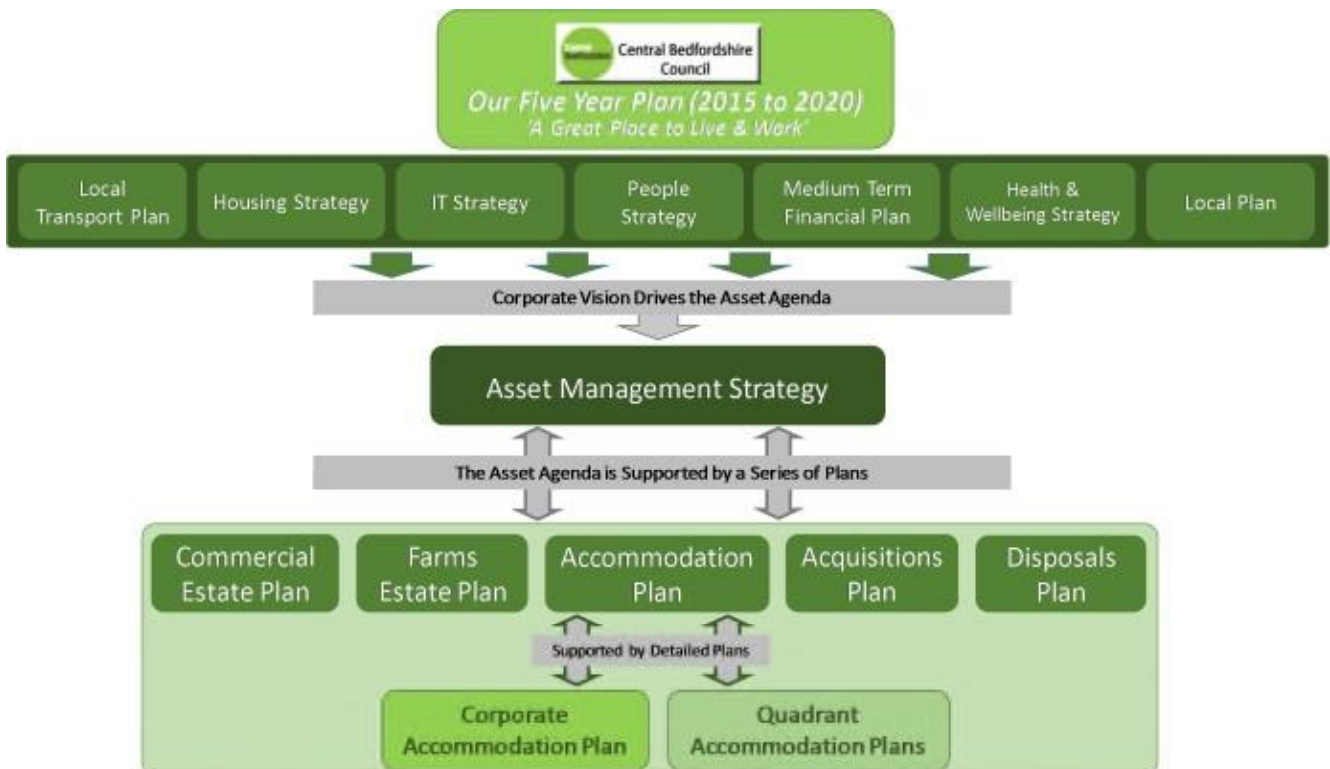 Central Bedfordshire
Council
Our Five Year Plan (2015 to 2020)
'A Great Place to Live & Work'
Local
Transport Plan
Housing Strategy
IT Strategy
People
Strategy
Medium Term
Financial Plan
Health &
Wellbeing Strategy
Local Plan
Corporate Vision Drives the Asset Agenda
Asset Management Strategy
The Asset Agenda is Supported by a Series of Plans
Commercial
Estate Plan
Farms
Estate Plan
Accommodation
Plan
Acquisitions
Plan
Disposals
Plan
Supported by Detailed Plans
Corporate
Accommodation Plan
Quadrant
Accommodation Plans